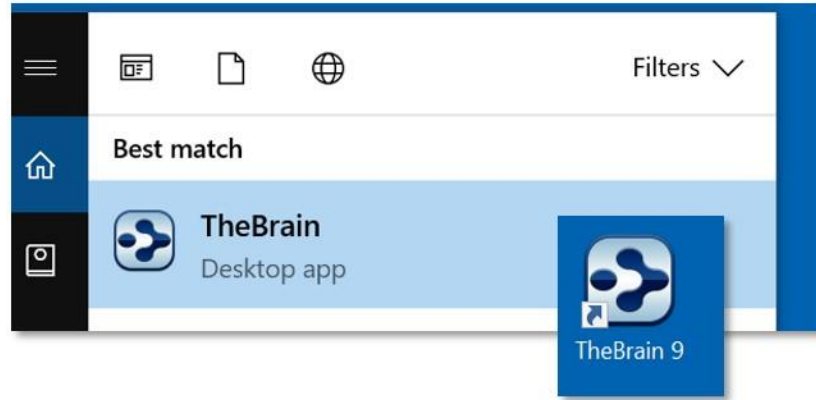 Filters
Best match
TheBrain
Desktop app
TheBrain 9